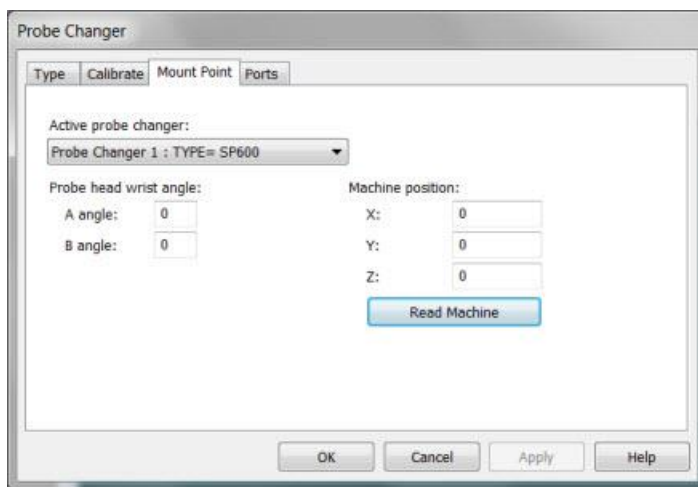 Probe Changer
Type Calibrate Mount Point Ports
Active probe changer:
Probe Changer 1 : TYPE= SP600
Probe head wrist angle: Machine position:
A angle: 0 X: 0
B angle: 0 Y: 0
Z: 0
Read Machine
OK Cancel Apply Help